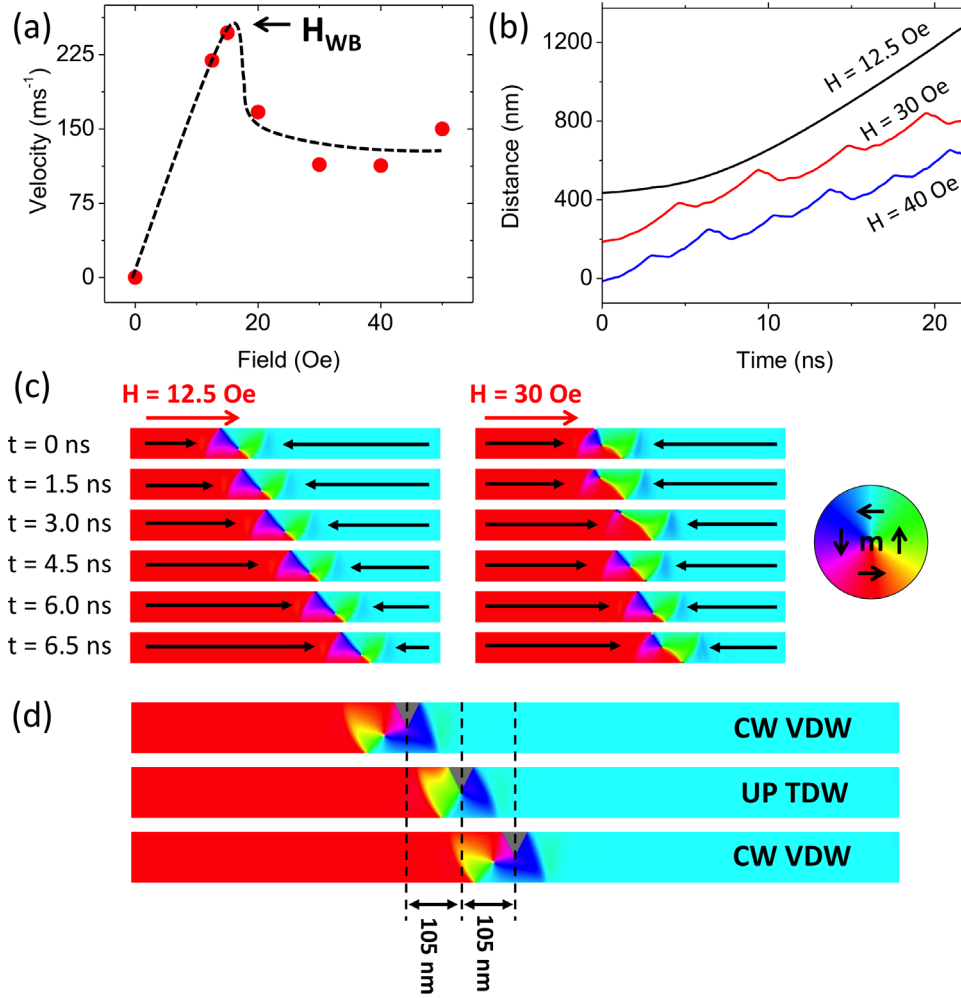 (a)
H_WB
Velocity (ms⁻¹)
225
150
75
0
0
20
40
Field (Oe)
(b)
Distance (nm)
1200
800
400
0
H = 12.5 Oe
H = 30 Oe
H = 40 Oe
0
10
20
Time (ns)
(c)
H = 12.5 Oe
H = 30 Oe
t = 0 ns
t = 1.5 ns
t = 3.0 ns
t = 4.5 ns
t = 6.0 ns
t = 6.5 ns
m
(d)
CW VDW
UP TDW
CW VDW
105 nm
105 nm